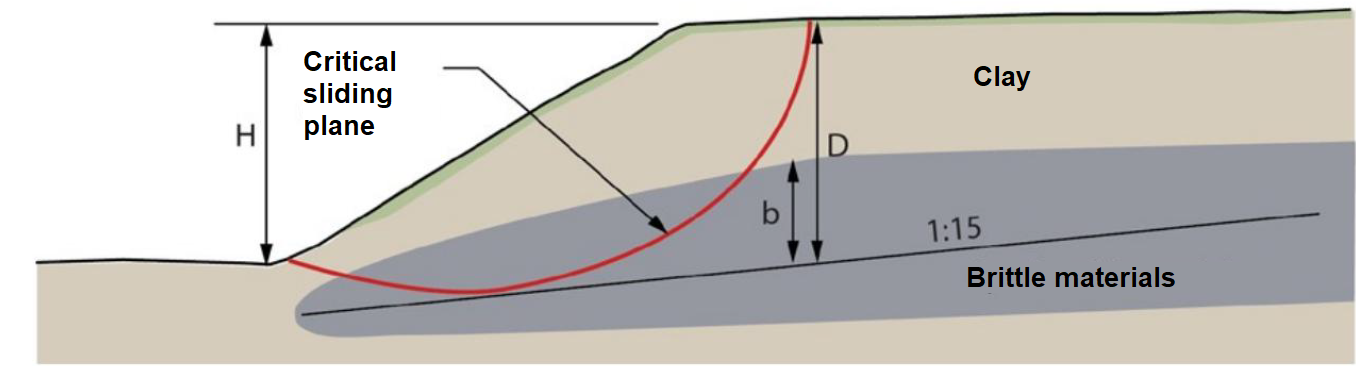 Critical
sliding
plane
Clay
H
D
b
1:15
Brittle materials